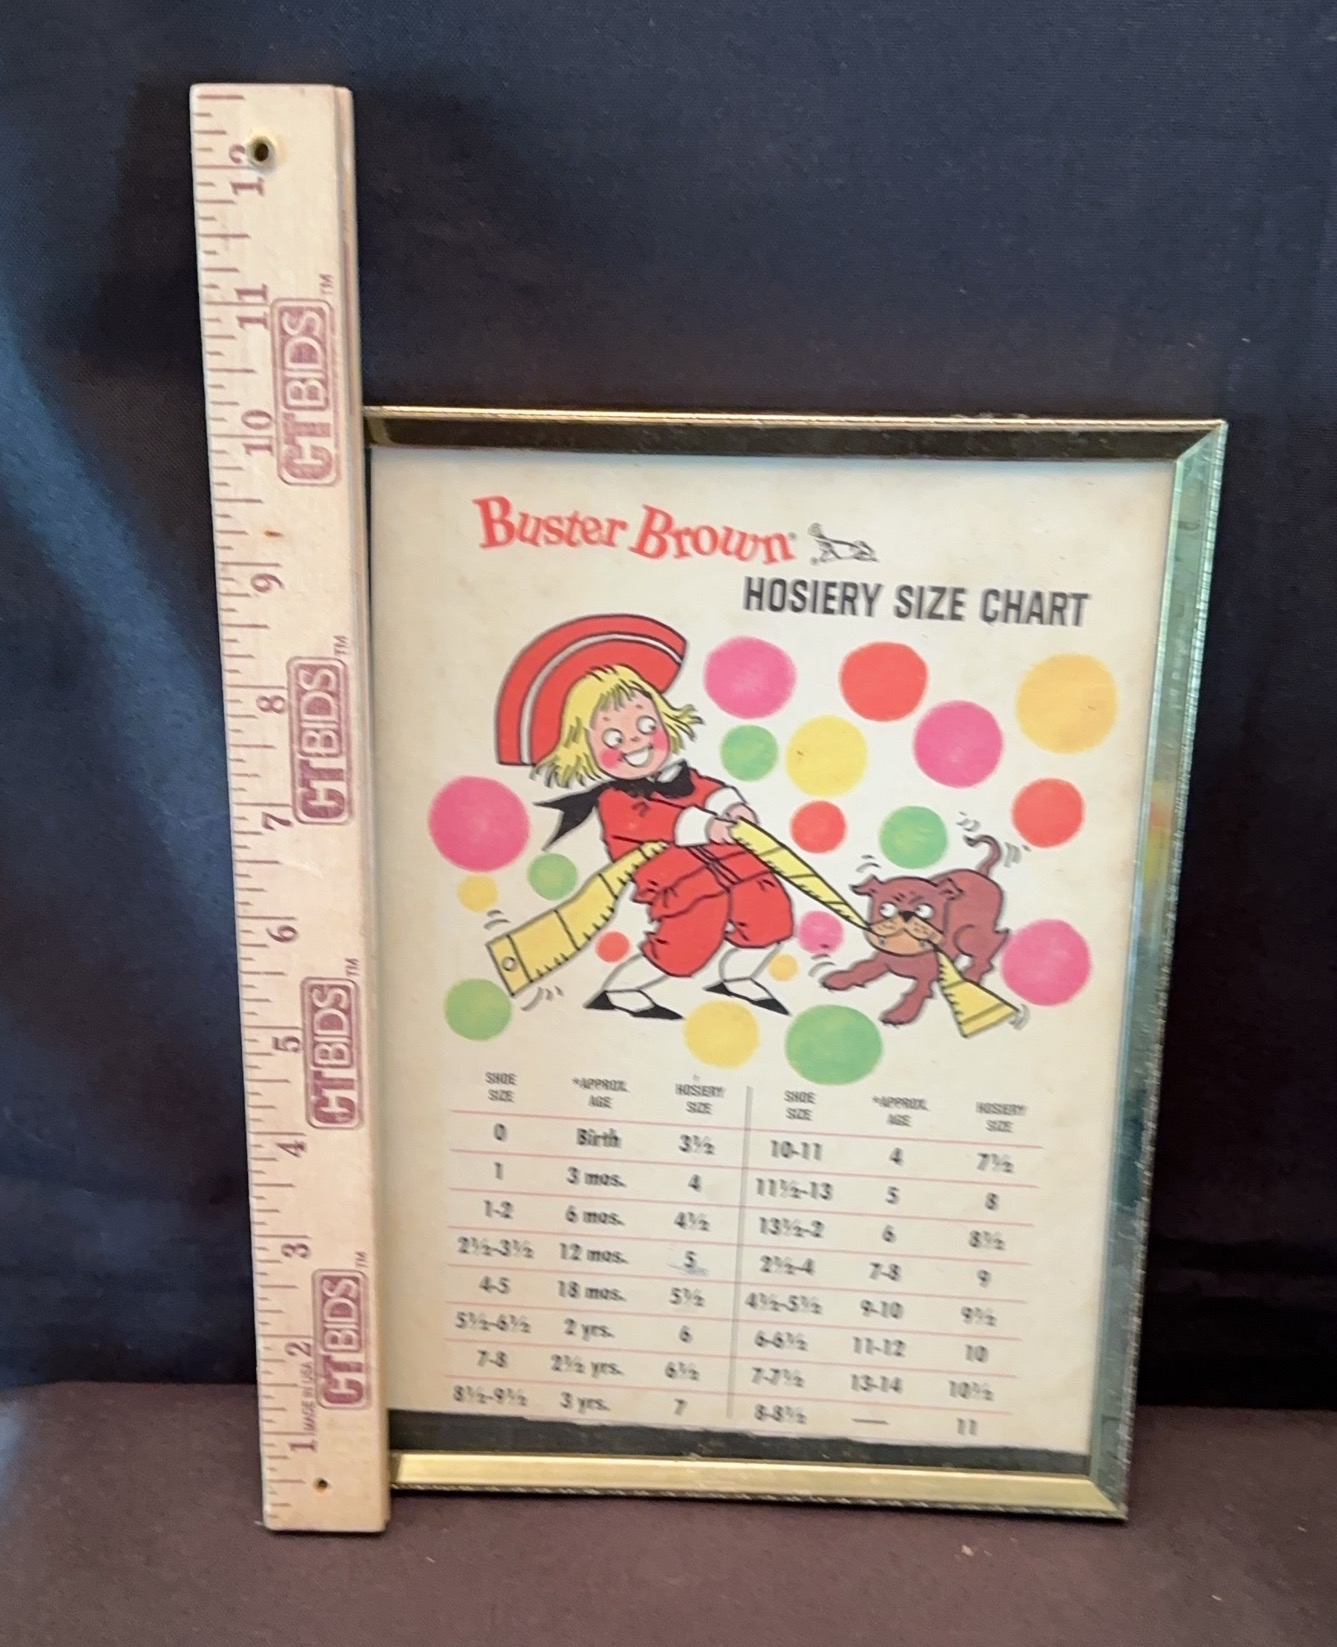 Buster Brown®
HOSIERY SIZE CHART
SHOE SIZE *APPROX. AGE HOSIERY SIZE SHOE SIZE *APPROX. AGE HOSIERY SIZE
0 Birth 3½ 10-11 4 7½
1 3 mos. 4 11½-13 5 8
1-2 6 mos. 4½ 13½-2 6 8½
2½-3½ 12 mos. 5 2½-4 7-8 9
4-5 18 mos. 5½ 4½-5½ 9-10 9½
5½-6½ 2 yrs. 6 6-6½ 11-12 10
7-8 2½ yrs. 6½ 7-7½ 13-14 10½
8½-9½ 3 yrs. 7 8-8½ — 11
1 2 3 4 5 6 7 8 9 10 11 12
MADE IN USA
CTBIDS™
CTBIDS™
CTBIDS™
CTBIDS™